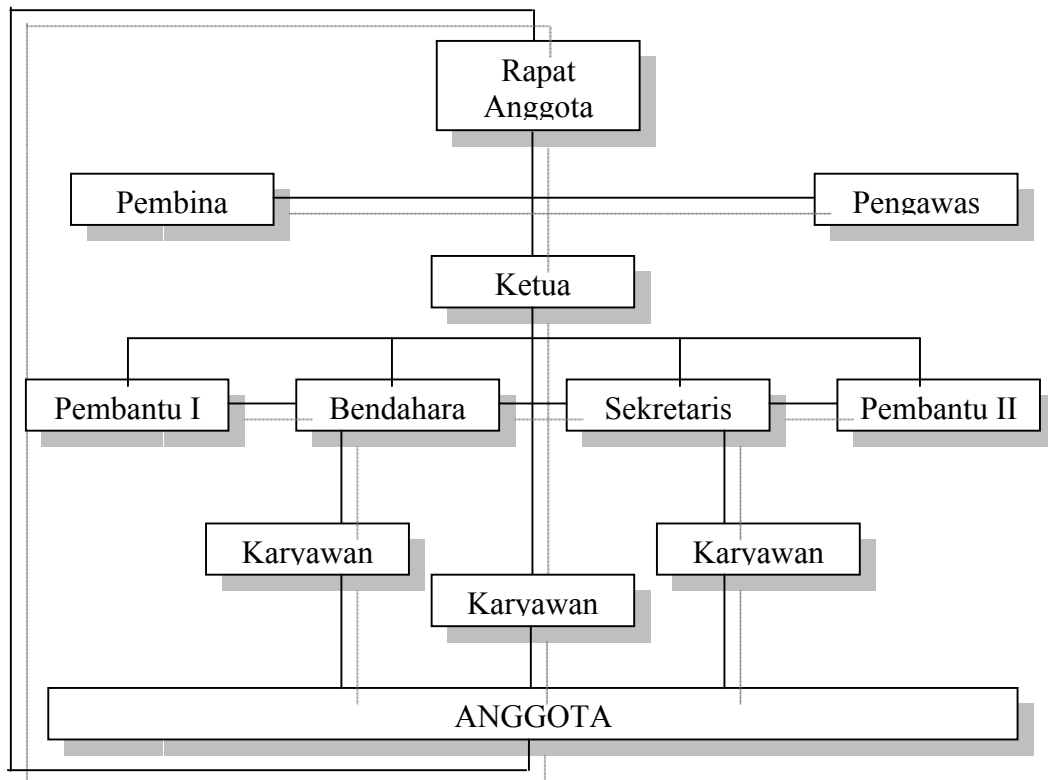 Rapat
Anggota
Pembina
Pengawas
Ketua
Pembantu I
Bendahara
Sekretaris
Pembantu II
Karyawan
Karyawan
Karyawan
ANGGOTA